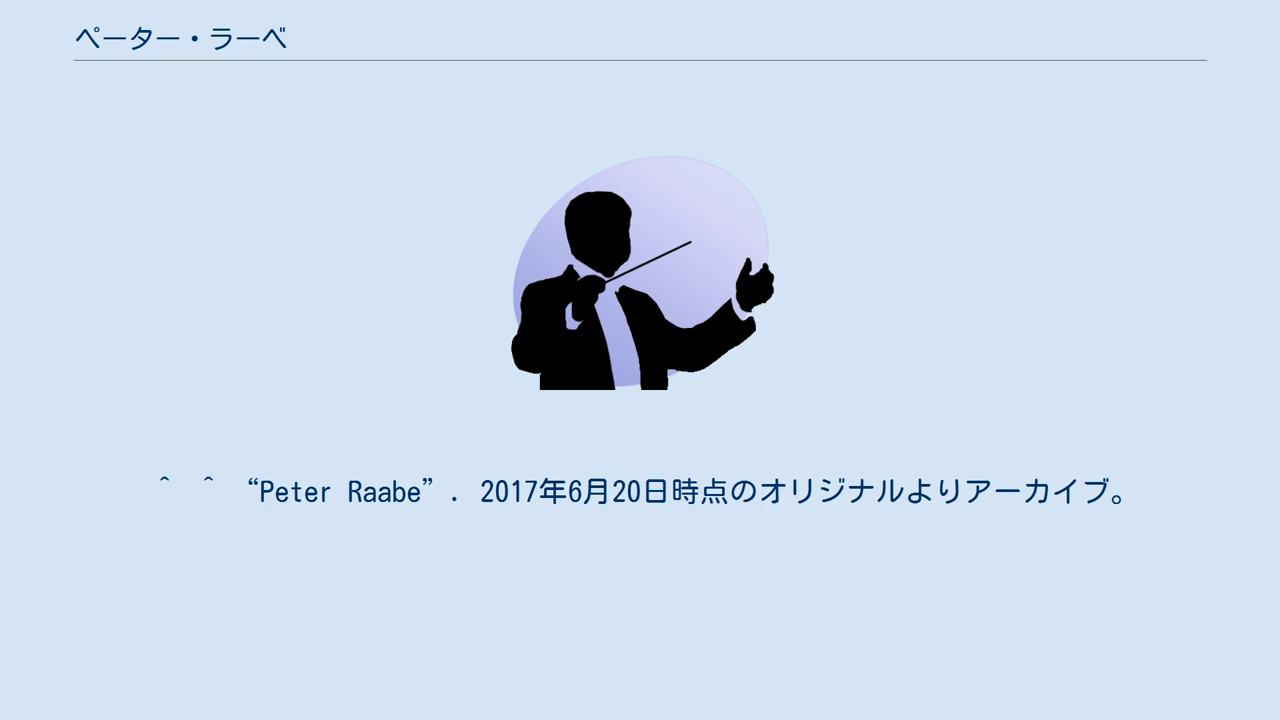 ペーター・ラーベ
^ ^ “Peter Raabe”. 2017年6月20日時点のオリジナルよりアーカイブ。